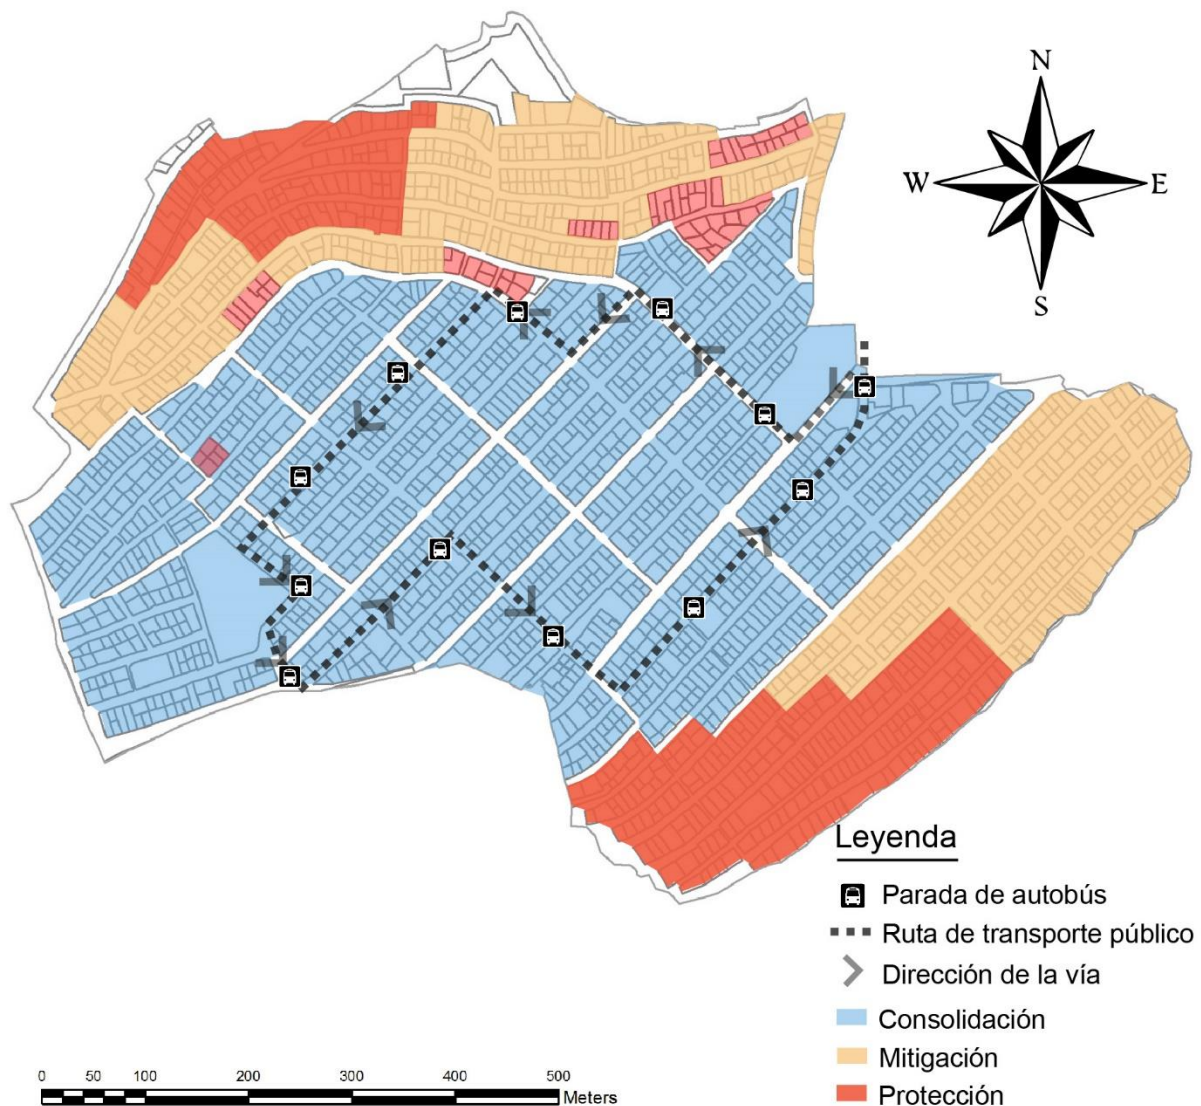 N
W
E
S
Leyenda
Parada de autobús
Ruta de transporte público
Dirección de la vía
Consolidación
Mitigación
Protección
0 50 100 200 300 400 500
Meters